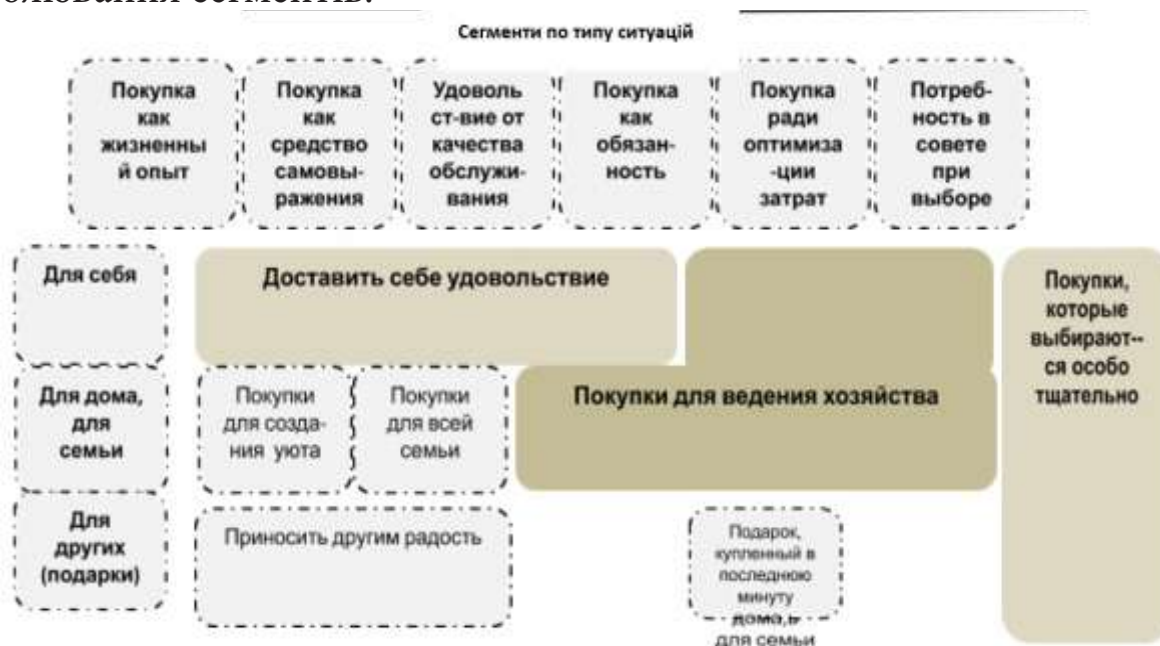 Сегменти по типу ситуацій
Покупка
как
жизненны
й опыт
Покупка
как
средство
самовы-
ражения
Удоволь
ст-вие от
качества
обслужи-
вания
Покупка
как
обязан-
ность
Покупка
ради
оптимиза
-ции
затрат
Потреб-
ность в
совете
при
выборе
Для себя
Доставить себе удовольствие
Покупки,
которые
выбирают--
ся особо
тщательно
Для дома,
для
семьи
Покупки
для созда-
ния уюта
Покупки
для всей
семьи
Покупки для ведения хозяйства
Для
других
(подарки)
Приносить другим радость
Подарок,
купленный в
последнюю
минуту
для семьи